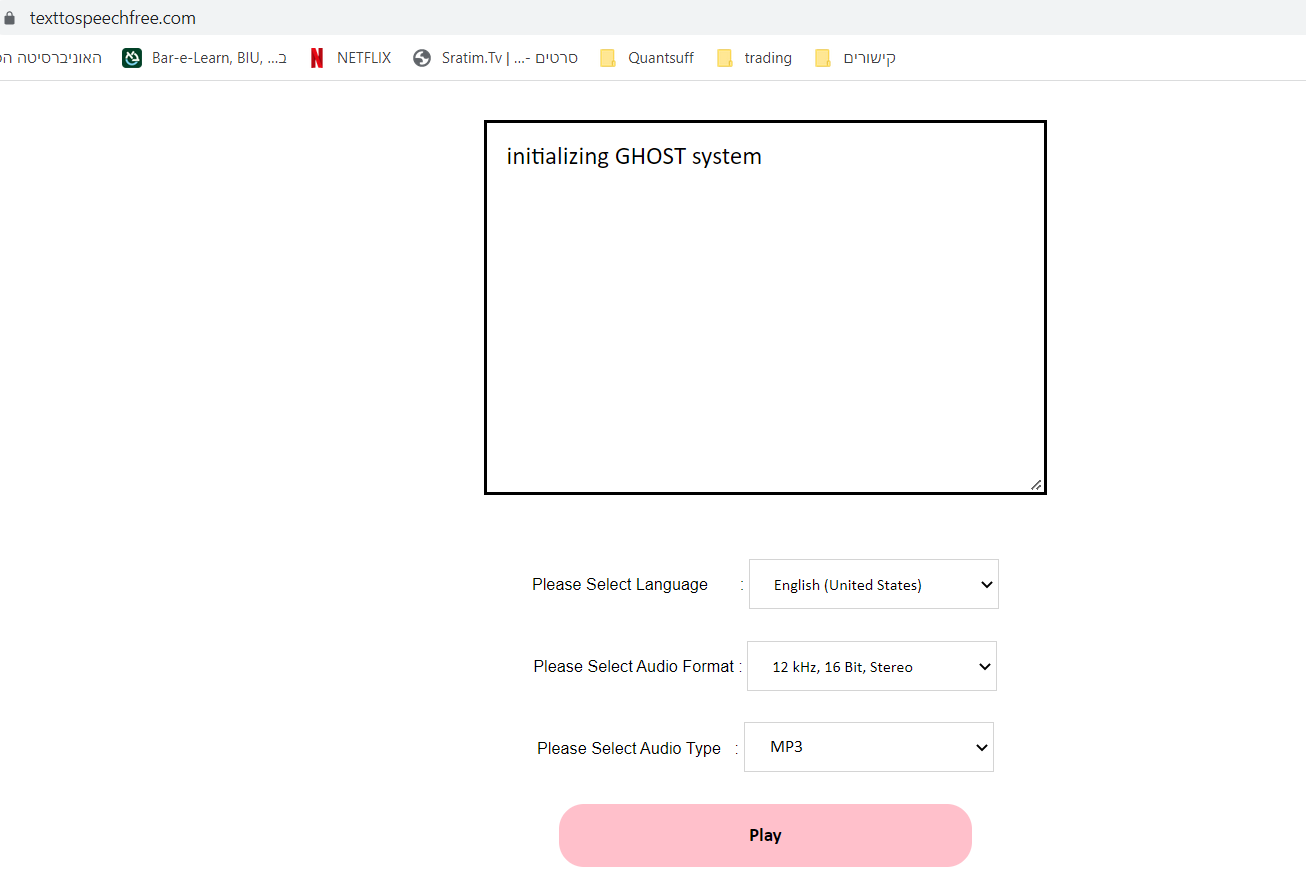 texttospeechfree.com
האוניברסיטה Bar-e-Learn, BIU, ...ב NETFLIX Sratim.Tv | ...- סרטים Quantsuff trading קישורים
initializing GHOST system
Please Select Language : English (United States)
Please Select Audio Format : 12 kHz, 16 Bit, Stereo
Please Select Audio Type : MP3
Play